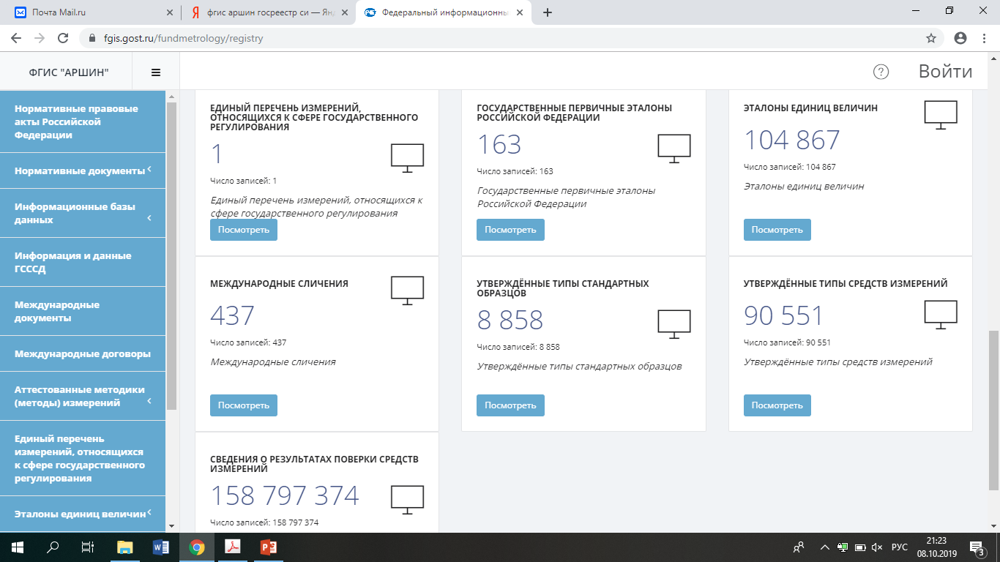 Почта Mail.ru
фгис аршин госреестр си — Янд
Федеральный информационны
fgis.gost.ru/fundmetrology/registry
ФГИС "АРШИН"
Войти
Нормативные правовые
акты Российской
Федерации
Нормативные документы
Информационные базы
данных
Информация и данные
ГСССД
Международные
документы
Международные договоры
Аттестованные методики
(методы) измерений
Единый перечень
измерений, относящихся
к сфере государственного
регулирования
Эталоны единиц величин
ЕДИНЫЙ ПЕРЕЧЕНЬ ИЗМЕРЕНИЙ,
ОТНОСЯЩИХСЯ К СФЕРЕ ГОСУДАРСТВЕННОГО
РЕГУЛИРОВАНИЯ
1
Число записей: 1
Единый перечень измерений, относящихся к
сфере государственного регулирования
Посмотреть
ГОСУДАРСТВЕННЫЕ ПЕРВИЧНЫЕ ЭТАЛОНЫ
РОССИЙСКОЙ ФЕДЕРАЦИИ
163
Число записей: 163
Государственные первичные эталоны
Российской Федерации
Посмотреть
ЭТАЛОНЫ ЕДИНИЦ ВЕЛИЧИН
104 867
Число записей: 104 867
Эталоны единиц величин
Посмотреть
МЕЖДУНАРОДНЫЕ СЛИЧЕНИЯ
437
Число записей: 437
Международные сличения
Посмотреть
УТВЕРЖДЁННЫЕ ТИПЫ СТАНДАРТНЫХ
ОБРАЗЦОВ
8 858
Число записей: 8 858
Утверждённые типы стандартных образцов
Посмотреть
УТВЕРЖДЁННЫЕ ТИПЫ СРЕДСТВ ИЗМЕРЕНИЙ
90 551
Число записей: 90 551
Утверждённые типы средств измерений
Посмотреть
СВЕДЕНИЯ О РЕЗУЛЬТАТАХ ПОВЕРКИ СРЕДСТВ
ИЗМЕРЕНИЙ
158 797 374
Число записей: 158 797 374
РУС
21:23
08.10.2019
3